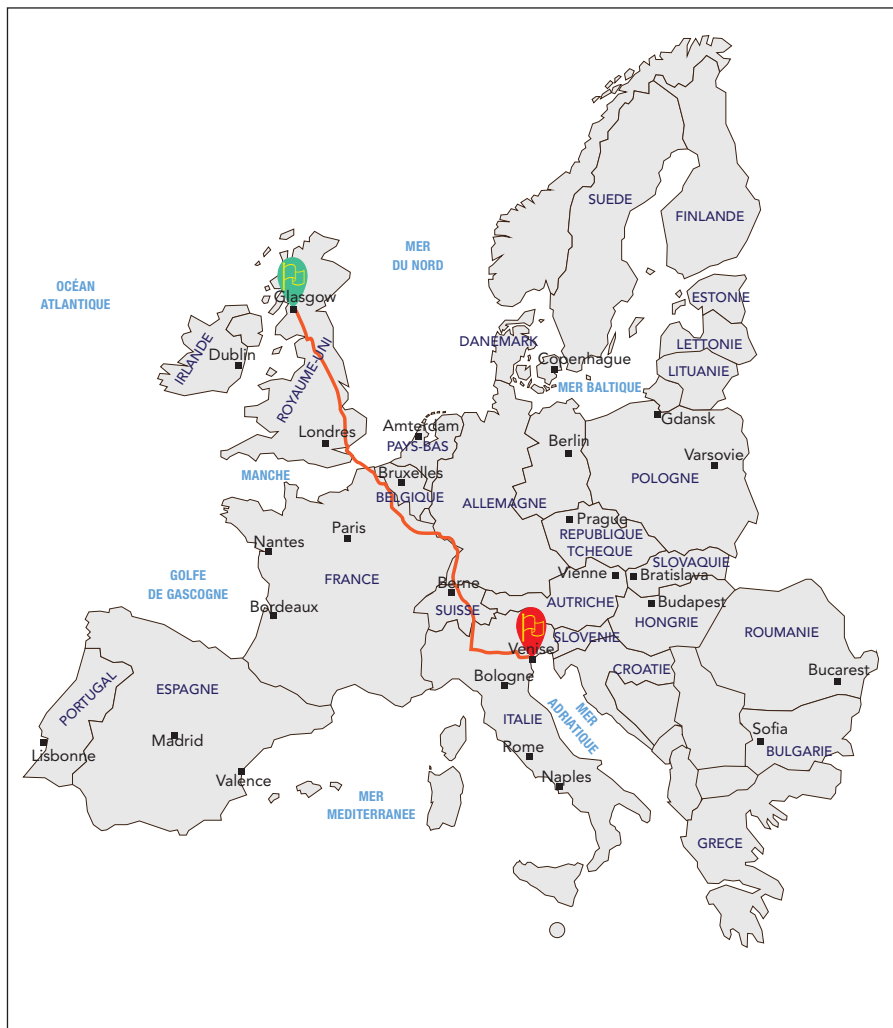 SUEDE
FINLANDE
MER
DU NORD
OCÉAN
ATLANTIQUE
Glasgow
ESTONIE
DANEMARK
LETTONIE
IRLANDE
Dublin
ROYAUME-UNI
Copenhague
LITUANIE
MER BALTIQUE
Gdansk
Londres
Amterdam
PAYS-BAS
Berlin
Varsovie
MANCHE
Bruxelles
BELGIQUE
ALLEMAGNE
POLOGNE
Prague
REPUBLIQUE
TCHEQUE
Nantes
Paris
SLOVAQUIE
Vienne
Bratislava
GOLFE
DE GASCOGNE
FRANCE
Berne
SUISSE
AUTRICHE
Budapest
HONGRIE
Bordeaux
Venise
SLOVENIE
ROUMANIE
CROATIE
Bucarest
Bologne
PORTUGAL
ESPAGNE
MER
ADRIATIQUE
ITALIE
Lisbonne
Madrid
Rome
Sofia
BULGARIE
Valence
Naples
MER
MEDITERRANEE
GRECE